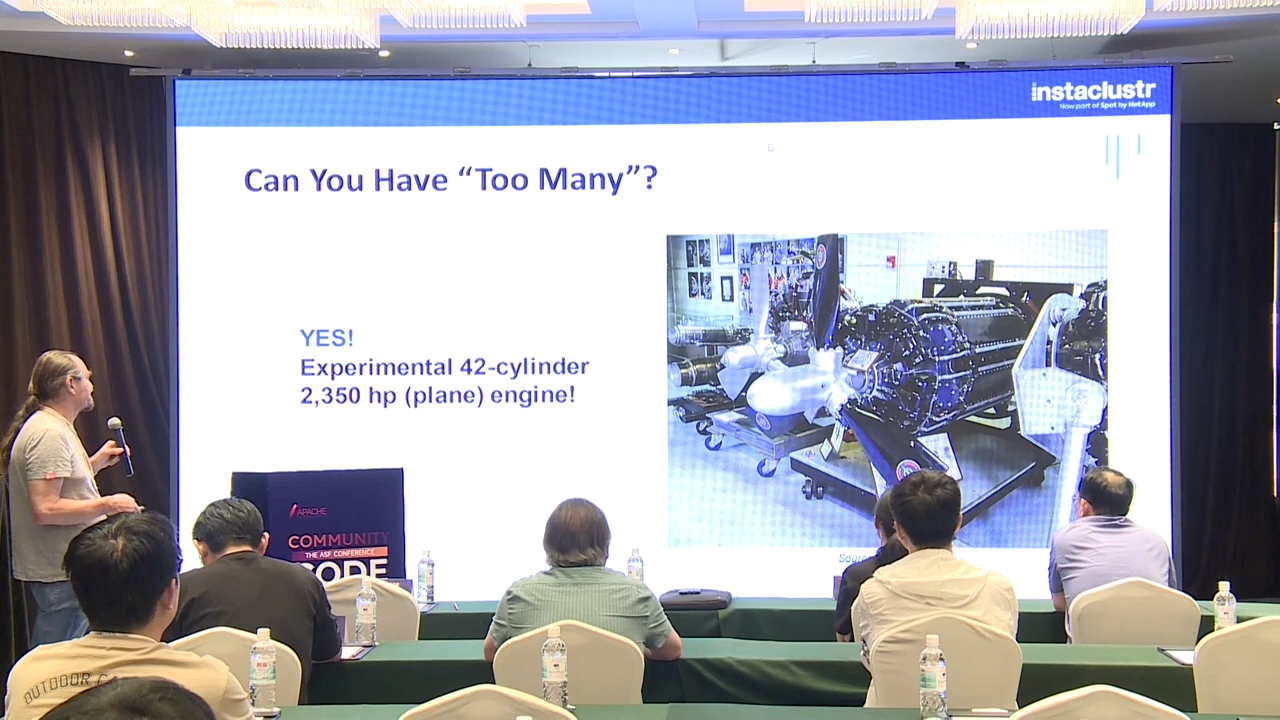 instaclustr
Now part of Spot by NetApp
Can You Have “Too Many”?
YES!
Experimental 42-cylinder
2,350 hp (plane) engine!
APACHE
COMMUNITY
THE ASF CONFERENCE
CODE
OUTDOOR